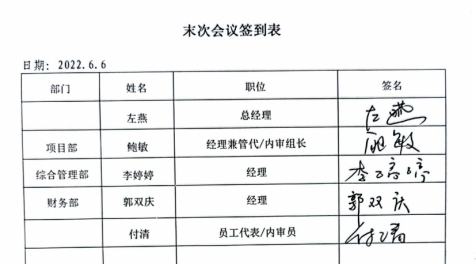 末次会议签到表
日期: 2022.6.6
部门 姓名 职位 签名
左燕 总经理 左燕
项目部 鲍敏 经理兼管代/内审组长 鲍敏
综合管理部 李婷婷 经理 李婷婷
财务部 郭双庆 经理 郭双庆
付清 员工代表/内审员 付清